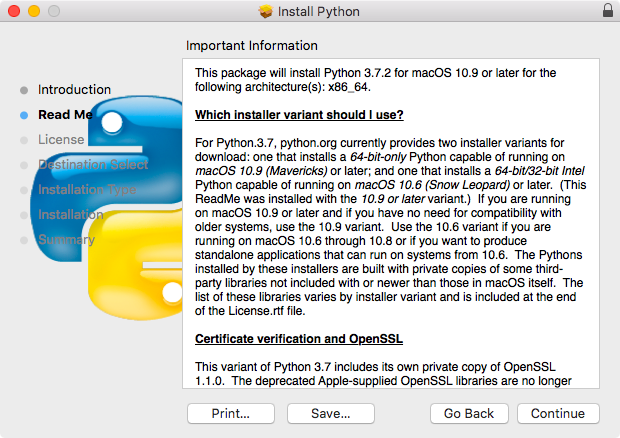 Install Python
Important Information
Introduction
Read Me
License
Destination Select
Installation Type
Installation
Summary
This package will install Python 3.7.2 for macOS 10.9 or later for the
following architecture(s): x86_64.
Which installer variant should I use?
For Python.3.7, python.org currently provides two installer variants for
download: one that installs a 64-bit-only Python capable of running on
macOS 10.9 (Mavericks) or later; and one that installs a 64-bit/32-bit Intel
Python capable of running on macOS 10.6 (Snow Leopard) or later.  (This
ReadMe was installed with the 10.9 or later variant.)  If you are running
on macOS 10.9 or later and if you have no need for compatibility with
older systems, use the 10.9 variant.  Use the 10.6 variant if you are
running on macOS 10.6 through 10.8 or if you want to produce
standalone applications that can run on systems from 10.6.  The Pythons
installed by these installers are built with private copies of some third-
party libraries not included with or newer than those in macOS itself.  The
list of these libraries varies by installer variant and is included at the end
of the License.rtf file.
Certificate verification and OpenSSL
This variant of Python 3.7 includes its own private copy of OpenSSL
1.1.0.  The deprecated Apple-supplied OpenSSL libraries are no longer
Print...
Save...
Go Back
Continue